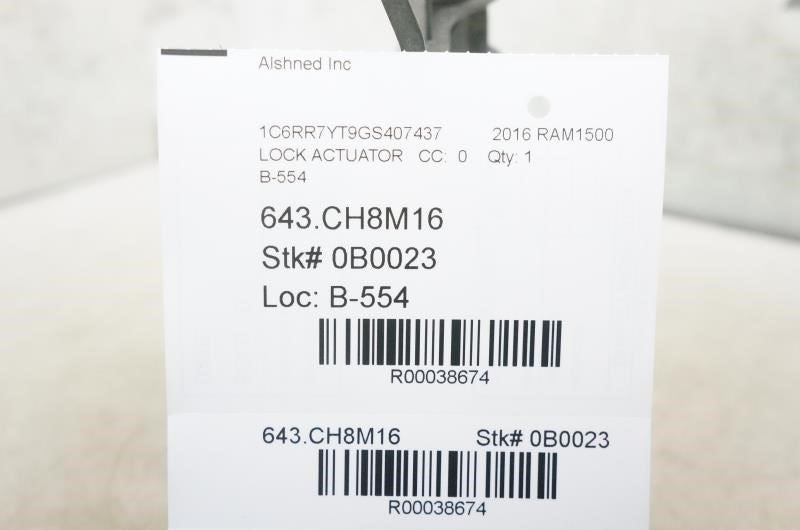 Alshned Inc
1C6RR7YT9GS407437 2016 RAM1500
LOCK ACTUATOR CC: 0 Qty: 1
B-554
643.CH8M16
Stk# 0B0023
Loc: B-554
R00038674
643.CH8M16 Stk# 0B0023
R00038674